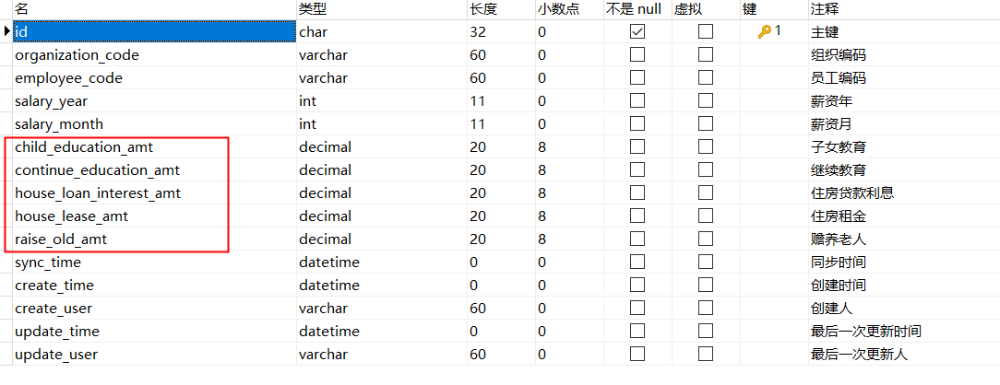 名 类型 长度 小数点 不是 null 虚拟 键 注释
id char 32 0 1 主键
organization_code varchar 60 0 组织编码
employee_code varchar 60 0 员工编码
salary_year int 11 0 薪资年
salary_month int 11 0 薪资月
child_education_amt decimal 20 8 子女教育
continue_education_amt decimal 20 8 继续教育
house_loan_interest_amt decimal 20 8 住房贷款利息
house_lease_amt decimal 20 8 住房租金
raise_old_amt decimal 20 8 赡养老人
sync_time datetime 0 0 同步时间
create_time datetime 0 0 创建时间
create_user varchar 60 0 创建人
update_time datetime 0 0 最后一次更新时间
update_user varchar 60 0 最后一次更新人